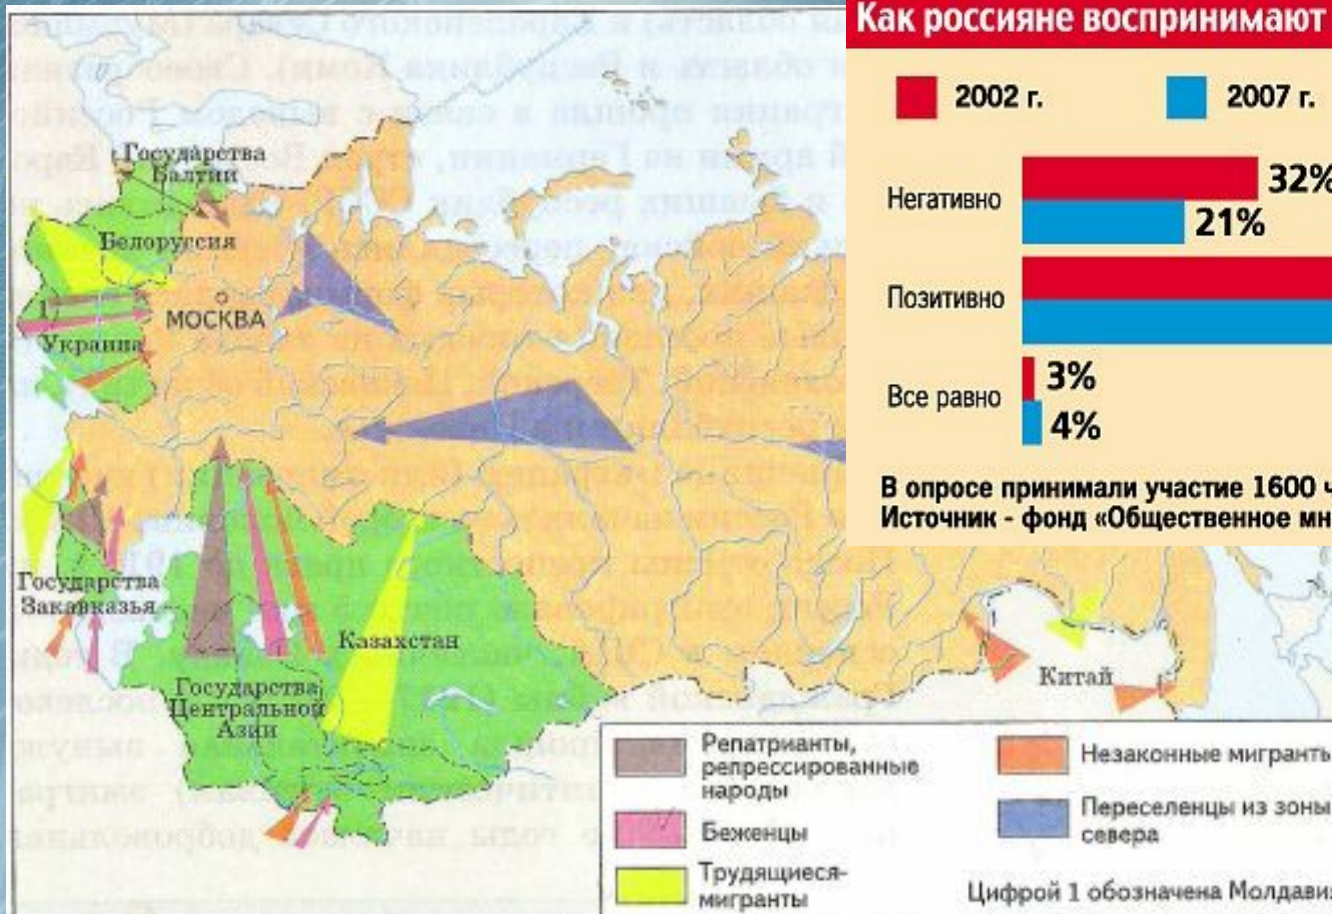 Государства
Балтии
Белоруссия
МОСКВА
1
Украина
Государства
Закавказья
Казахстан
Государства
Центральной
Азии
Китай
Репатрианты,
репрессированные
народы
Беженцы
Трудящиеся-
мигранты
Незаконные мигранты
Переселенцы из зоны
севера
Цифрой 1 обозначена Молдавия
Как россияне воспринимают
2002 г.
2007 г.
Негативно
32%
21%
Позитивно
Все равно
3%
4%
В опросе принимали участие 1600
Источник - фонд «Общественное